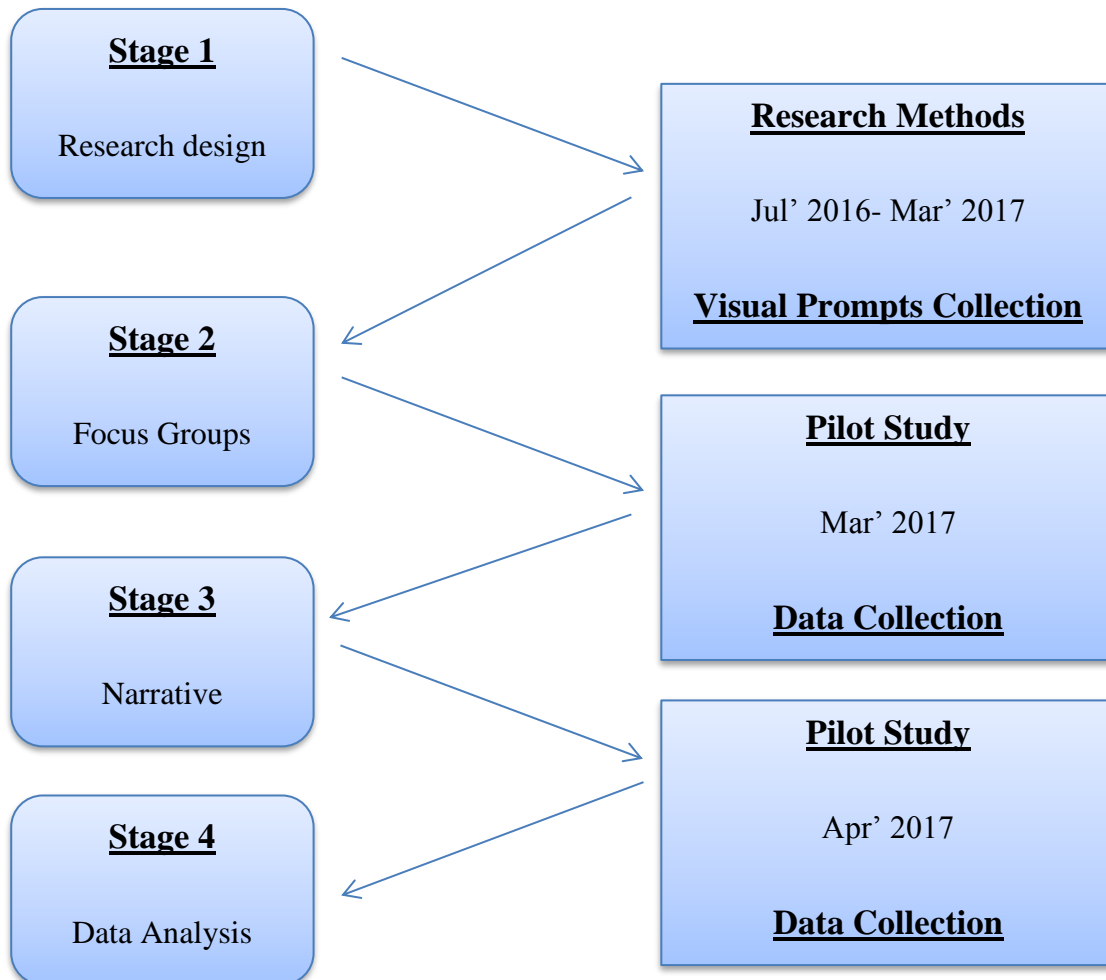 Stage 1
Research design
Research Methods
Jul’ 2016- Mar’ 2017
Visual Prompts Collection
Stage 2
Focus Groups
Pilot Study
Mar’ 2017
Data Collection
Stage 3
Narrative
Pilot Study
Apr’ 2017
Data Collection
Stage 4
Data Analysis